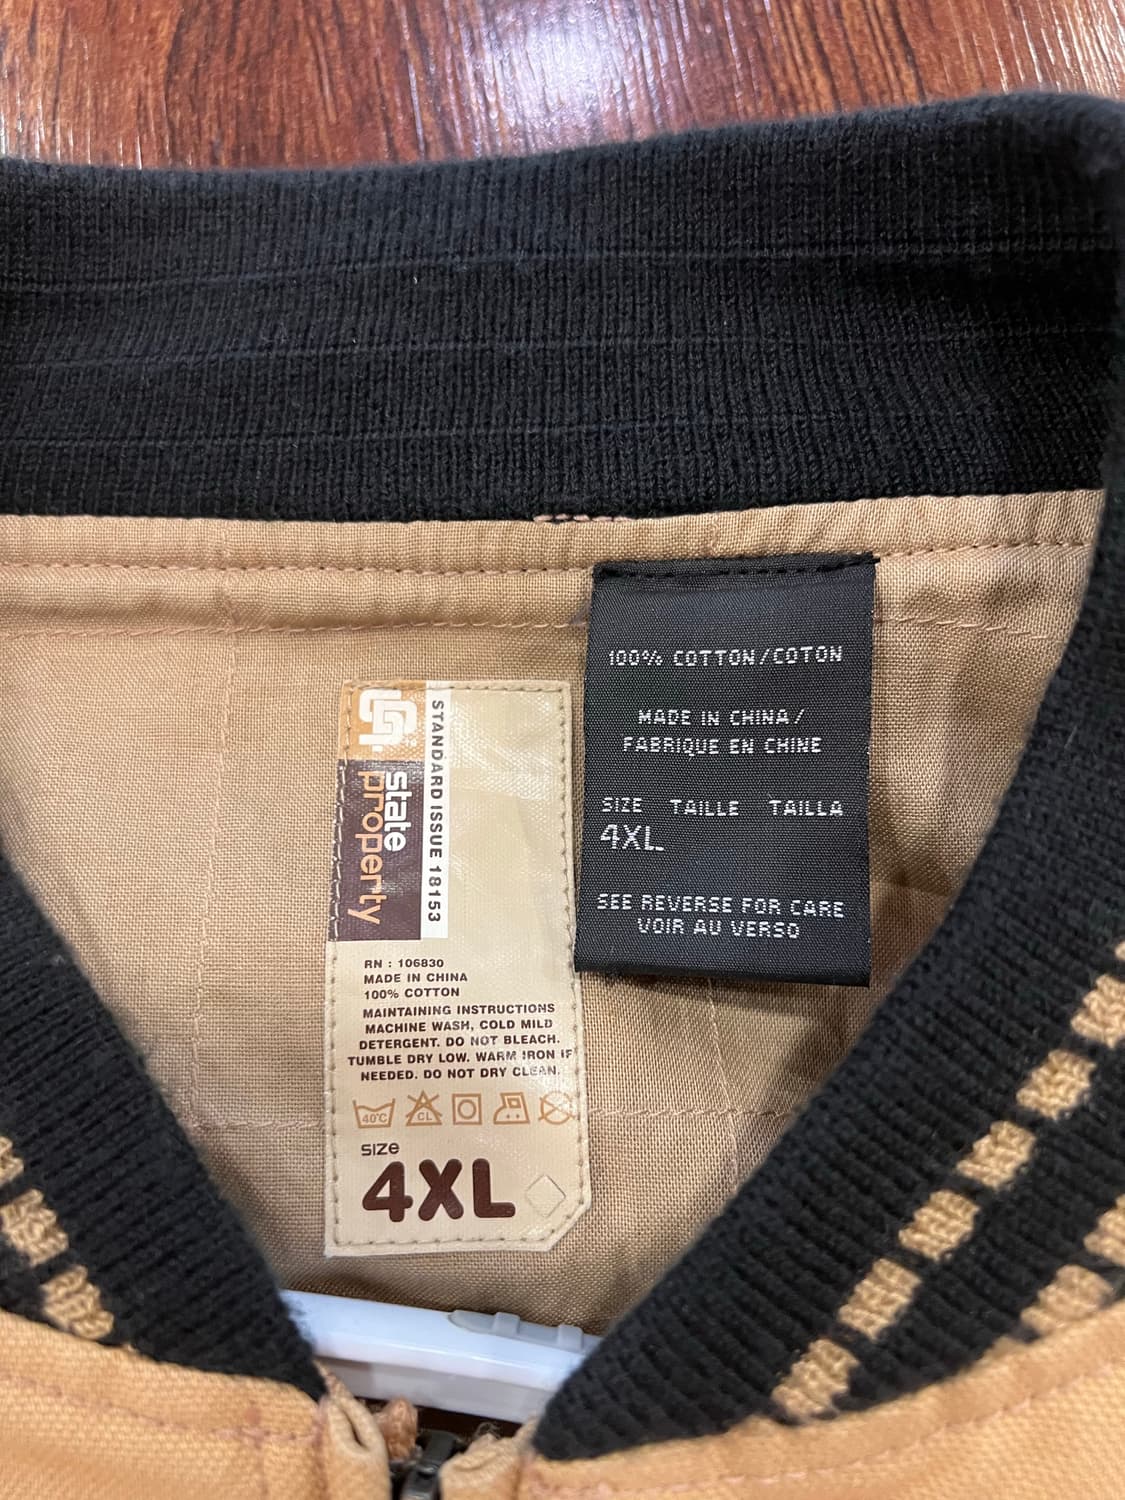 STANDARD ISSUE 18153
state
property
RN : 106830
MADE IN CHINA
100% COTTON
MAINTAINING INSTRUCTIONS
MACHINE WASH, COLD MILD
DETERGENT. DO NOT BLEACH.
TUMBLE DRY LOW. WARM IRON IF
NEEDED. DO NOT DRY CLEAN.
40°C
CL
size
4XL
100% COTTON/COTON
MADE IN CHINA/
FABRIQUE EN CHINE
SIZE TAILLE TAILLA
4XL
SEE REVERSE FOR CARE
VOIR AU VERSO